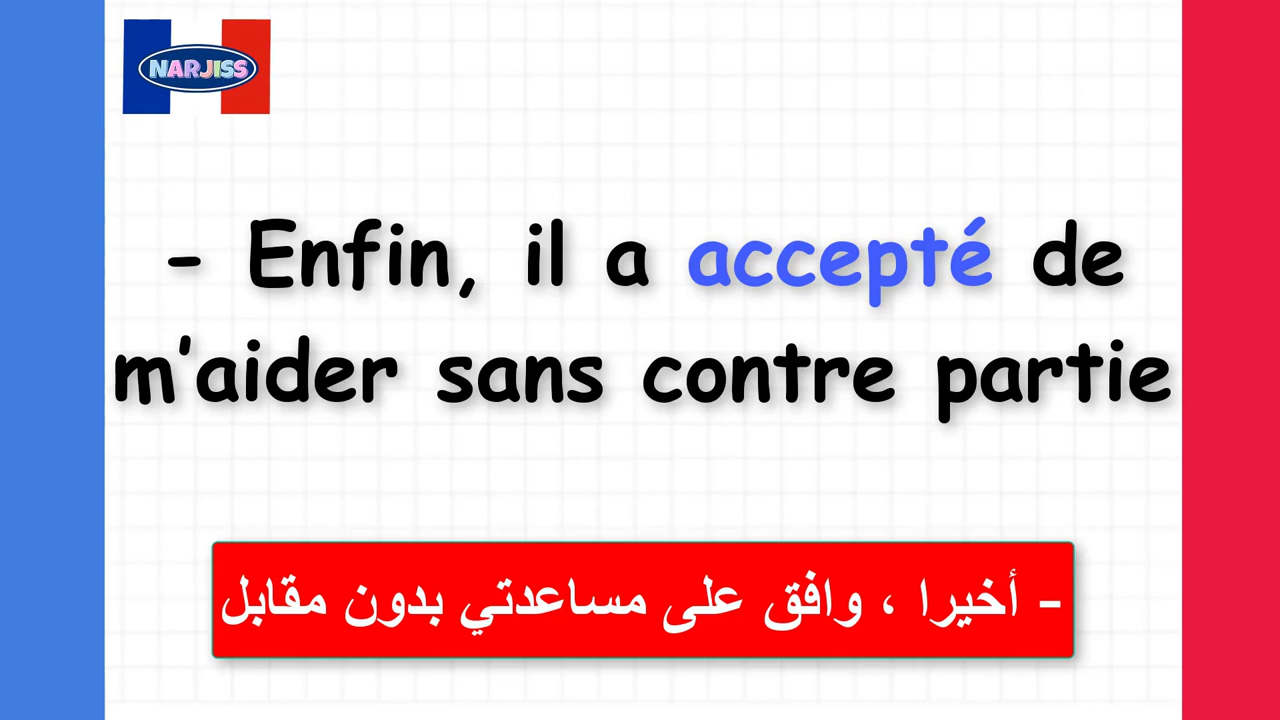 NARJISS
- Enfin, il a accepté de
m’aider sans contre partie
- أخيرا ، وافق على مساعدتي بدون مقابل